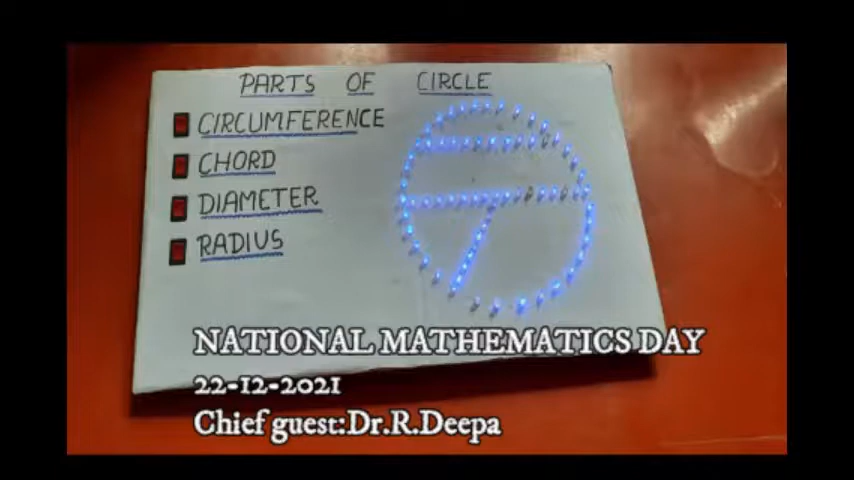 PARTS OF CIRCLE
CIRCUMFERENCE
CHORD
DIAMETER
RADIUS
NATIONAL MATHEMATICS DAY
22-12-2021
Chief guest:Dr.R.Deepa